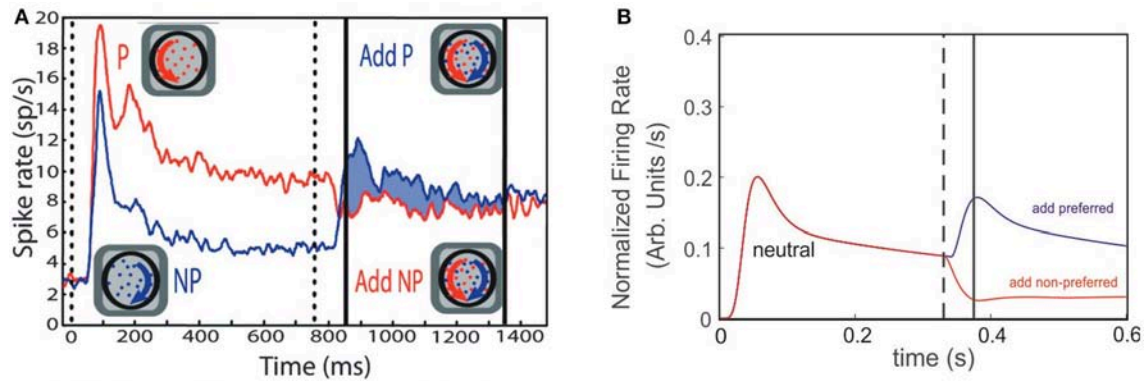 A
Spike rate (sp/s)
20
18
16
14
12
10
8
6
4
2
0
P
NP
Add P
Add NP
0
200
400
600
800
1000
1200
1400
Time (ms)
B
Normalized Firing Rate
(Arb. Units /s)
0.4
0.3
0.2
0.1
0
neutral
add preferred
add non-preferred
0
0.2
0.4
0.6
time (s)